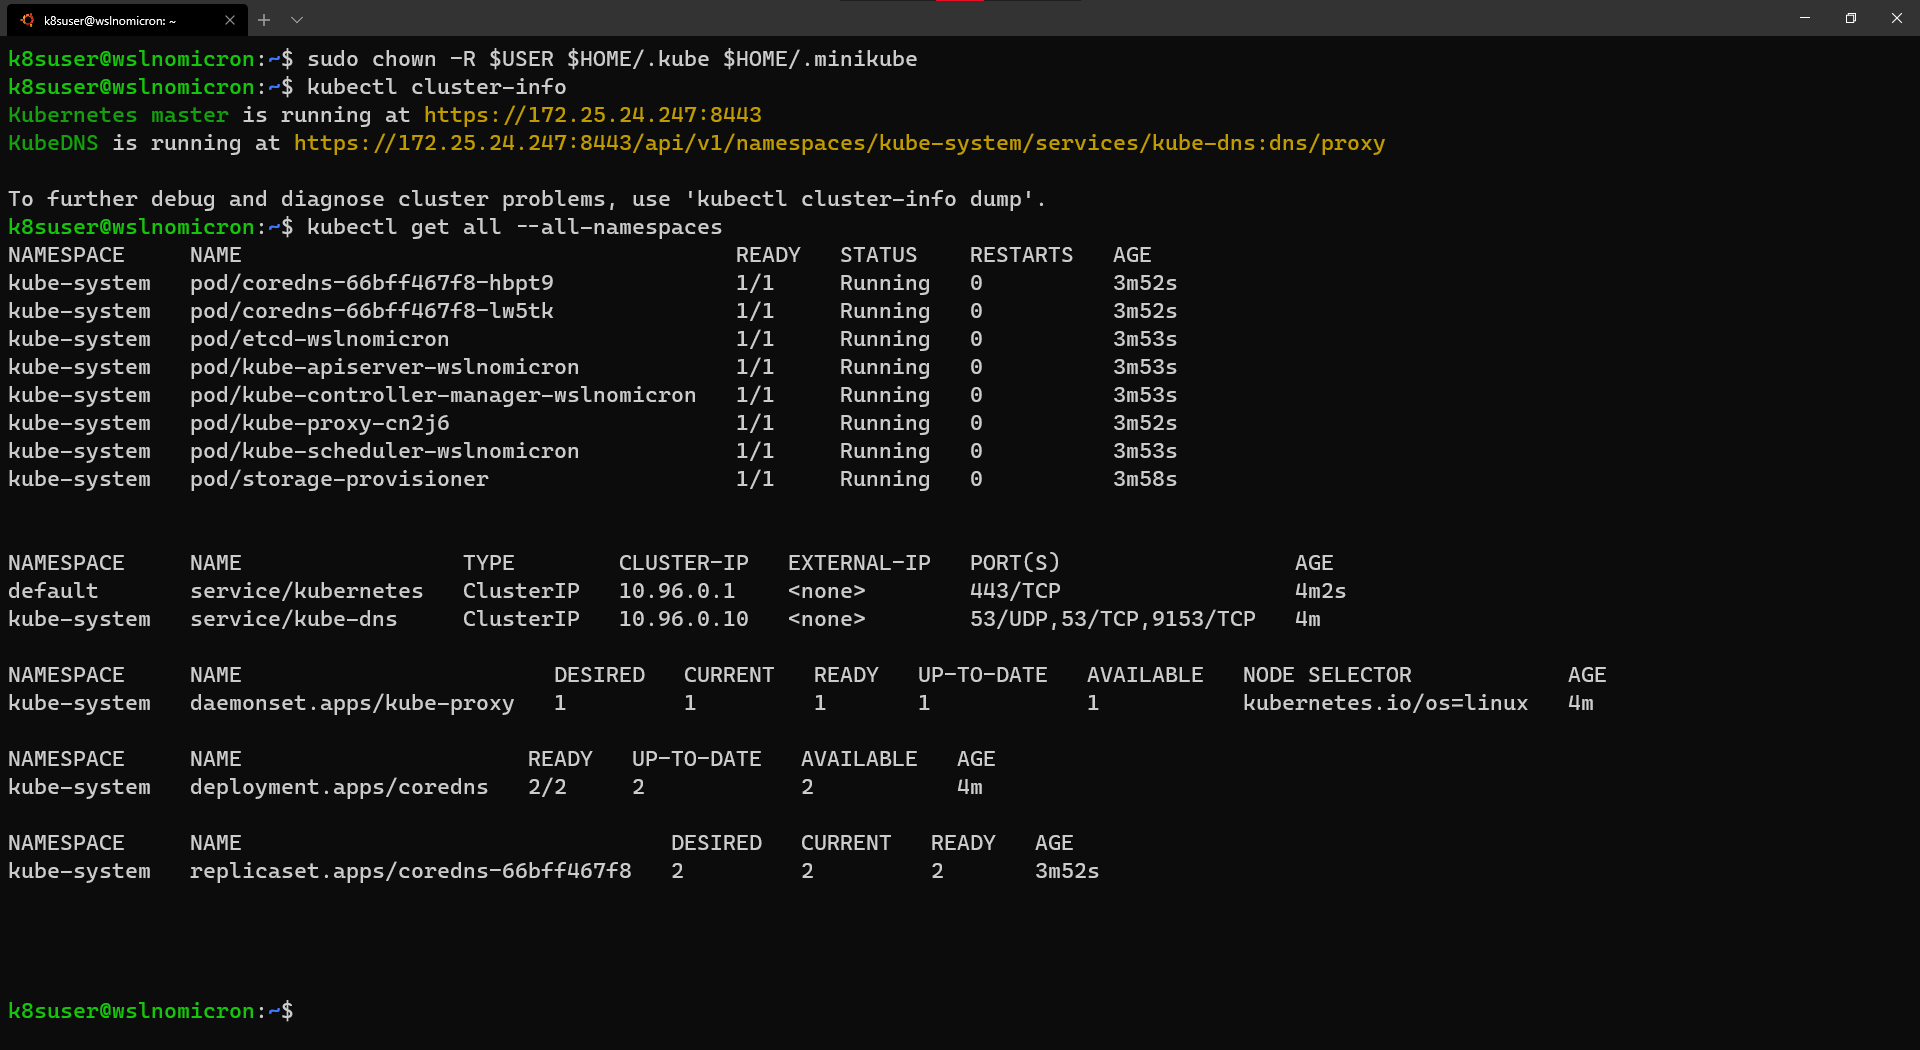 k8suser@wslnomicron: ~
k8suser@wslnomicron:~$ sudo chown -R $USER $HOME/.kube $HOME/.minikube
k8suser@wslnomicron:~$ kubectl cluster-info
Kubernetes master is running at https://172.25.24.247:8443
KubeDNS is running at https://172.25.24.247:8443/api/v1/namespaces/kube-system/services/kube-dns:dns/proxy
To further debug and diagnose cluster problems, use 'kubectl cluster-info dump'.
k8suser@wslnomicron:~$ kubectl get all --all-namespaces
NAMESPACE     NAME                                      READY   STATUS    RESTARTS   AGE
kube-system   pod/coredns-66bff467f8-hbpt9              1/1     Running   0          3m52s
kube-system   pod/coredns-66bff467f8-lw5tk              1/1     Running   0          3m52s
kube-system   pod/etcd-wslnomicron                      1/1     Running   0          3m53s
kube-system   pod/kube-apiserver-wslnomicron            1/1     Running   0          3m53s
kube-system   pod/kube-controller-manager-wslnomicron   1/1     Running   0          3m53s
kube-system   pod/kube-proxy-cn2j6                      1/1     Running   0          3m52s
kube-system   pod/kube-scheduler-wslnomicron            1/1     Running   0          3m53s
kube-system   pod/storage-provisioner                   1/1     Running   0          3m58s
NAMESPACE     NAME                 TYPE        CLUSTER-IP   EXTERNAL-IP   PORT(S)                  AGE
default       service/kubernetes   ClusterIP   10.96.0.1    <none>        443/TCP                  4m2s
kube-system   service/kube-dns     ClusterIP   10.96.0.10   <none>        53/UDP,53/TCP,9153/TCP   4m
NAMESPACE     NAME                        DESIRED   CURRENT   READY   UP-TO-DATE   AVAILABLE   NODE SELECTOR            AGE
kube-system   daemonset.apps/kube-proxy   1         1         1       1            1           kubernetes.io/os=linux   4m
NAMESPACE     NAME                      READY   UP-TO-DATE   AVAILABLE   AGE
kube-system   deployment.apps/coredns   2/2     2            2           4m
NAMESPACE     NAME                                 DESIRED   CURRENT   READY   AGE
kube-system   replicaset.apps/coredns-66bff467f8   2         2         2       3m52s
k8suser@wslnomicron:~$